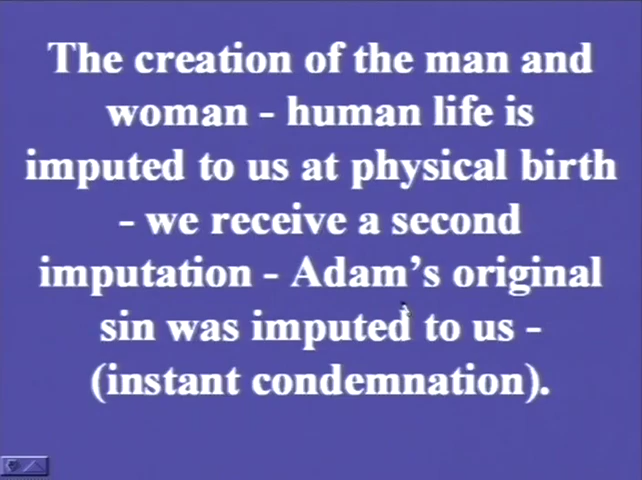 The creation of the man and
woman - human life is
imputed to us at physical birth
- we receive a second
imputation - Adam’s original
sin was imputed to us -
(instant condemnation).